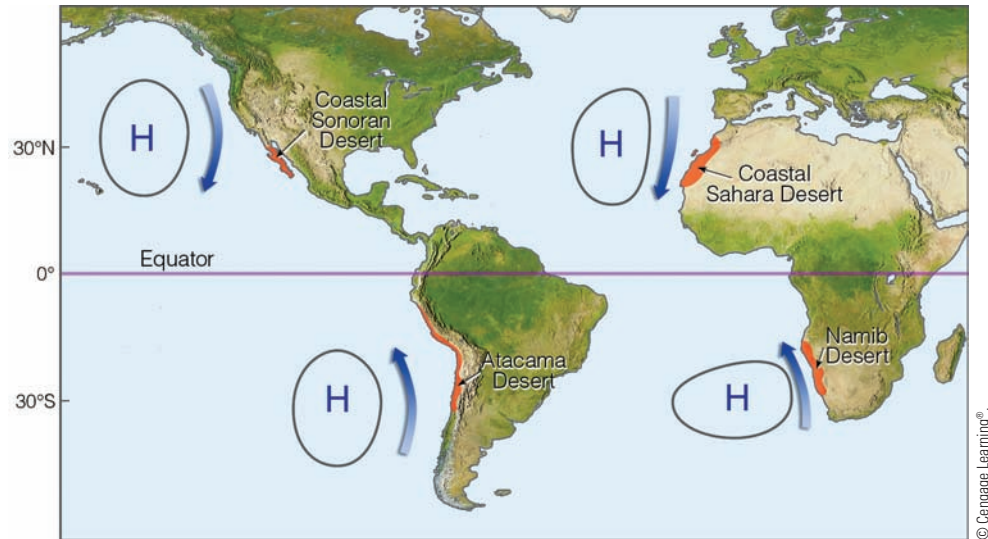 H
Coastal
Sonoran
Desert
H
30°N
Coastal
Sahara Desert
Equator
0°
H
Atacama
Desert
H
Namib
Desert
30°S
© Cengage Learning®.